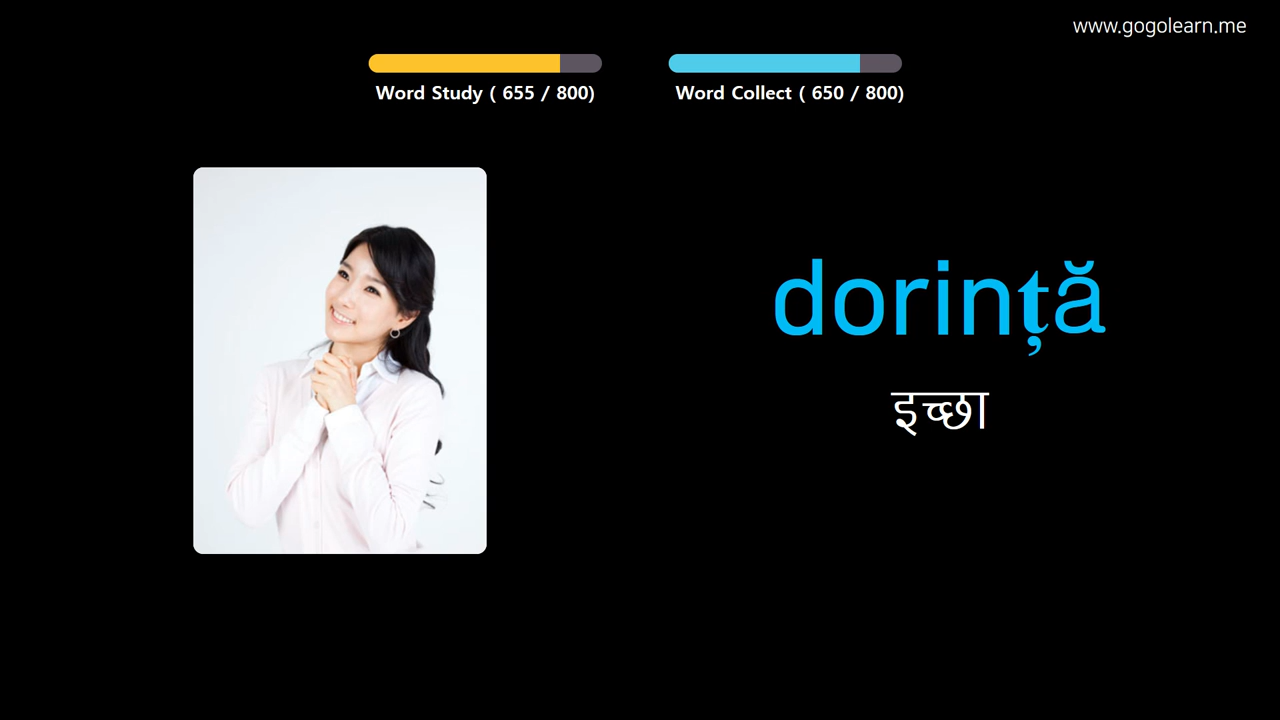 www.gogolearn.me
Word Study ( 655 / 800)
Word Collect ( 650 / 800)
dorință
इच्छा